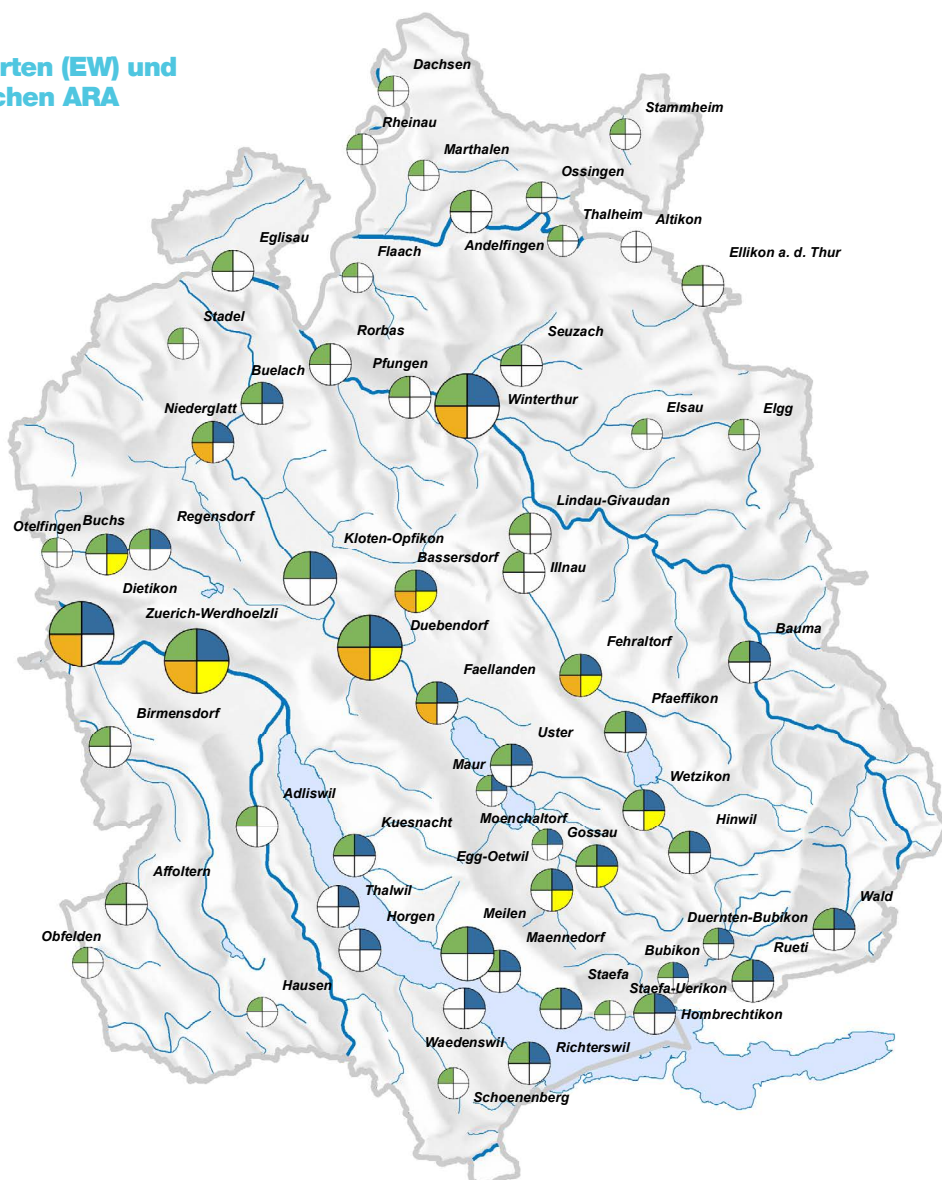 rten (EW) und
chen ARA
Dachsen
Stammheim
Rheinau
Marthalen
Ossingen
Thalheim
Altikon
Eglisau
Flaach
Andelfingen
Ellikon a. d. Thur
Stadel
Rorbas
Seuzach
Buelach
Pfungen
Niederglatt
Winterthur
Elsau
Elgg
Lindau-Givaudan
Otelfingen
Buchs
Regensdorf
Kloten-Opfikon
Bassersdorf
Illnau
Dietikon
Zuerich-Werdhoelzli
Duebendorf
Bauma
Faellanden
Fehraltorf
Pfaeffikon
Birmensdorf
Uster
Maur
Wetzikon
Adliswil
Moenchaltorf
Kuesnacht
Gossau
Hinwil
Egg-Oetwil
Affoltern
Thalwil
Wald
Horgen
Meilen
Duernten-Bubikon
Obfelden
Maennedorf
Bubikon
Rueti
Hausen
Staefa
Staefa-Uerikon
Hombrechtikon
Waedenswil
Richterswil
Schoenenberg